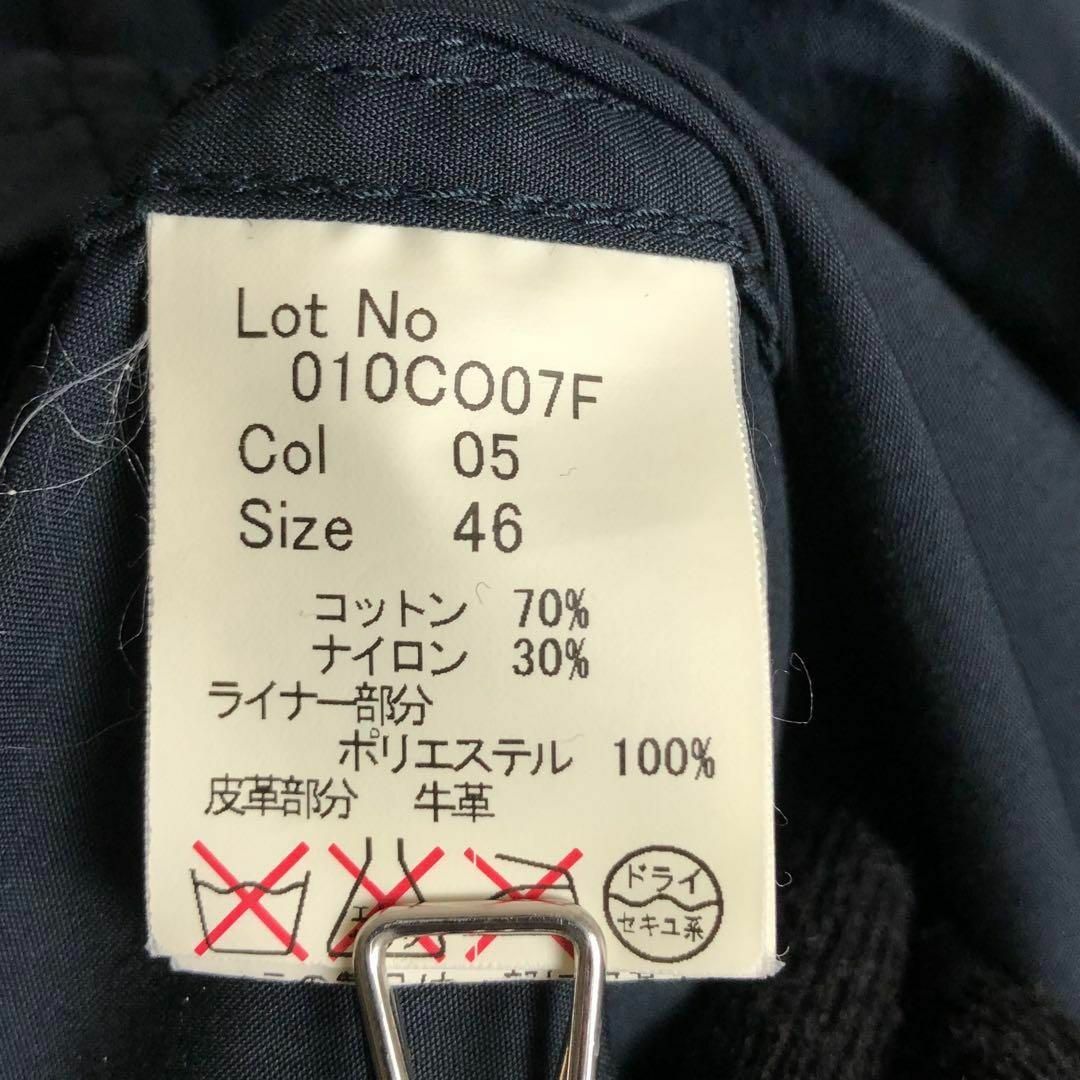 Lot No
010CO07F
Col 05
Size 46
コットン 70%
ナイロン 30%
ライナー部分
ポリエステル 100%
皮革部分 牛革
ドライ
セキユ系